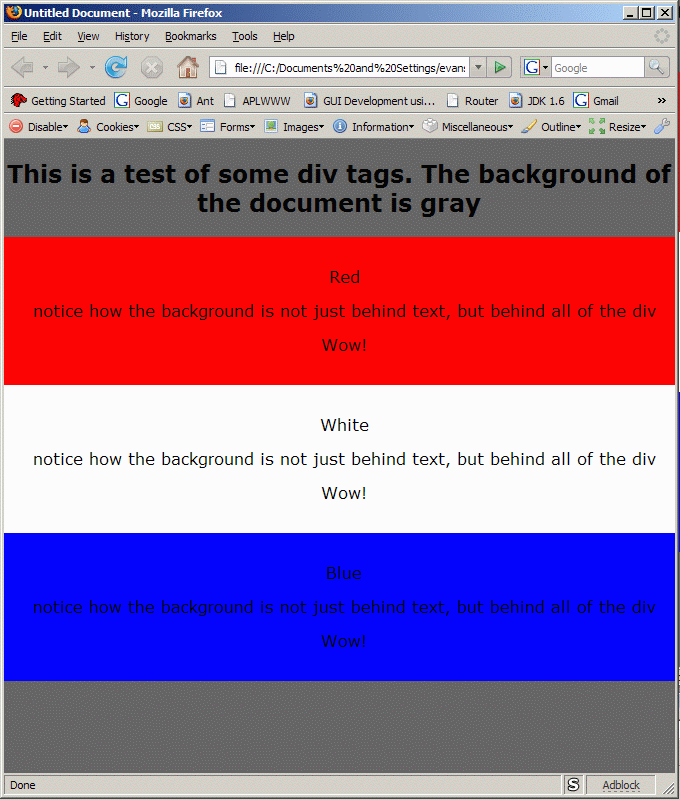 Untitled Document - Mozilla Firefox
File Edit View History Bookmarks Tools Help
file:///C:/Documents%20and%20Settings/evans G Google
Getting Started G Google Ant APLWWW GUI Development usi... Router JDK 1.6 G Gmail »
Disable Cookies CSS Forms Images Information Miscellaneous Outline Resize
This is a test of some div tags. The background of
the document is gray
Red
notice how the background is not just behind text, but behind all of the div
Wow!
White
notice how the background is not just behind text, but behind all of the div
Wow!
Blue
notice how the background is not just behind text, but behind all of the div
Wow!
Done S Adblock